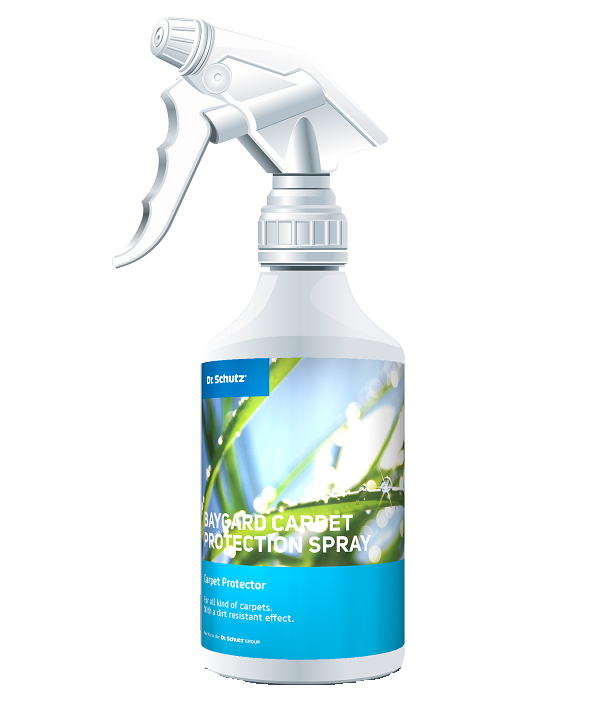 Dr. Schutz®
BAYGARD CARPET
PROTECTION SPRAY
Carpet Protector
For all kind of carpets.
With a dirt resistant effect.
Dr. Schutz® GROUP